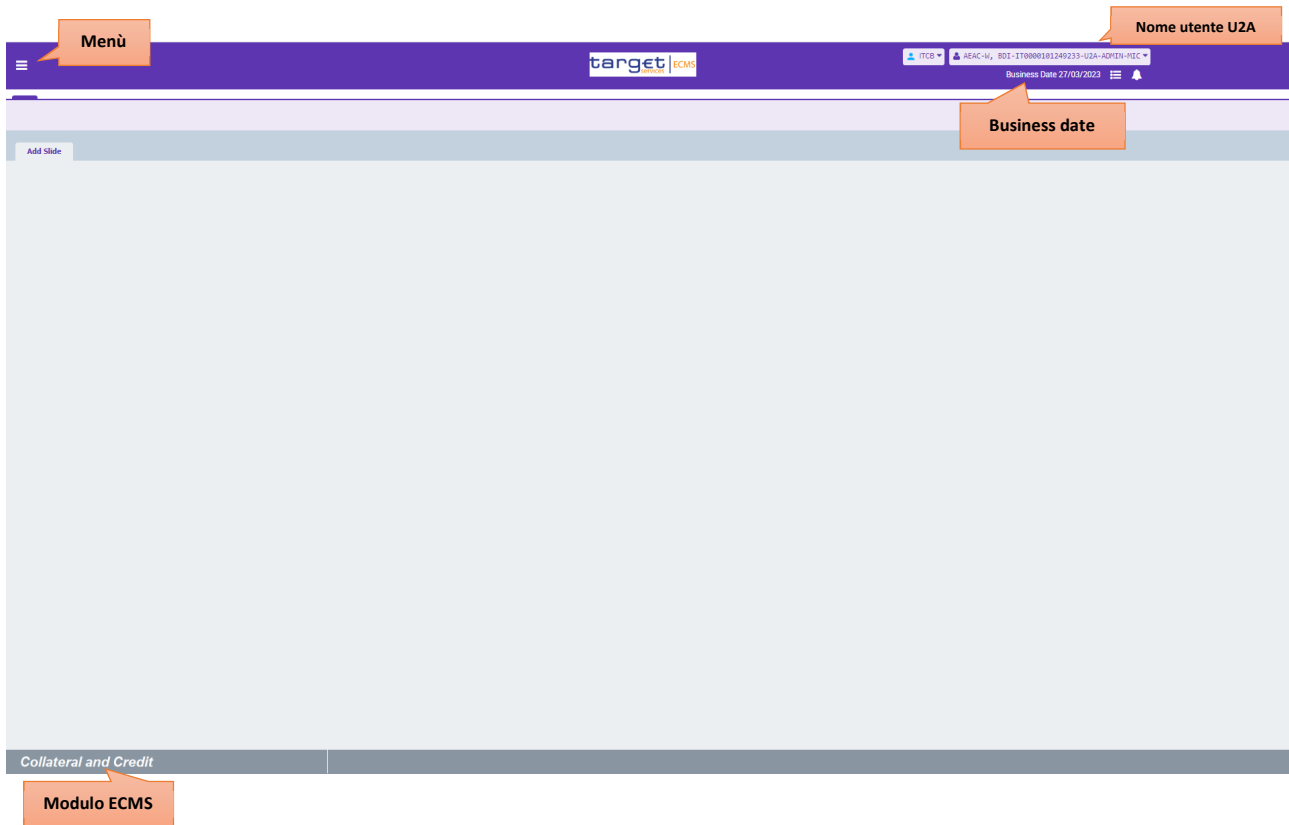 Menù
Nome utente U2A
target services | ECMS
ITCB
AEAC-W, BDI-IT0000101249233-U2A-ADMIN-MIC
Business Date 27/03/2023
Business date
Add Slide
Collateral and Credit
Modulo ECMS